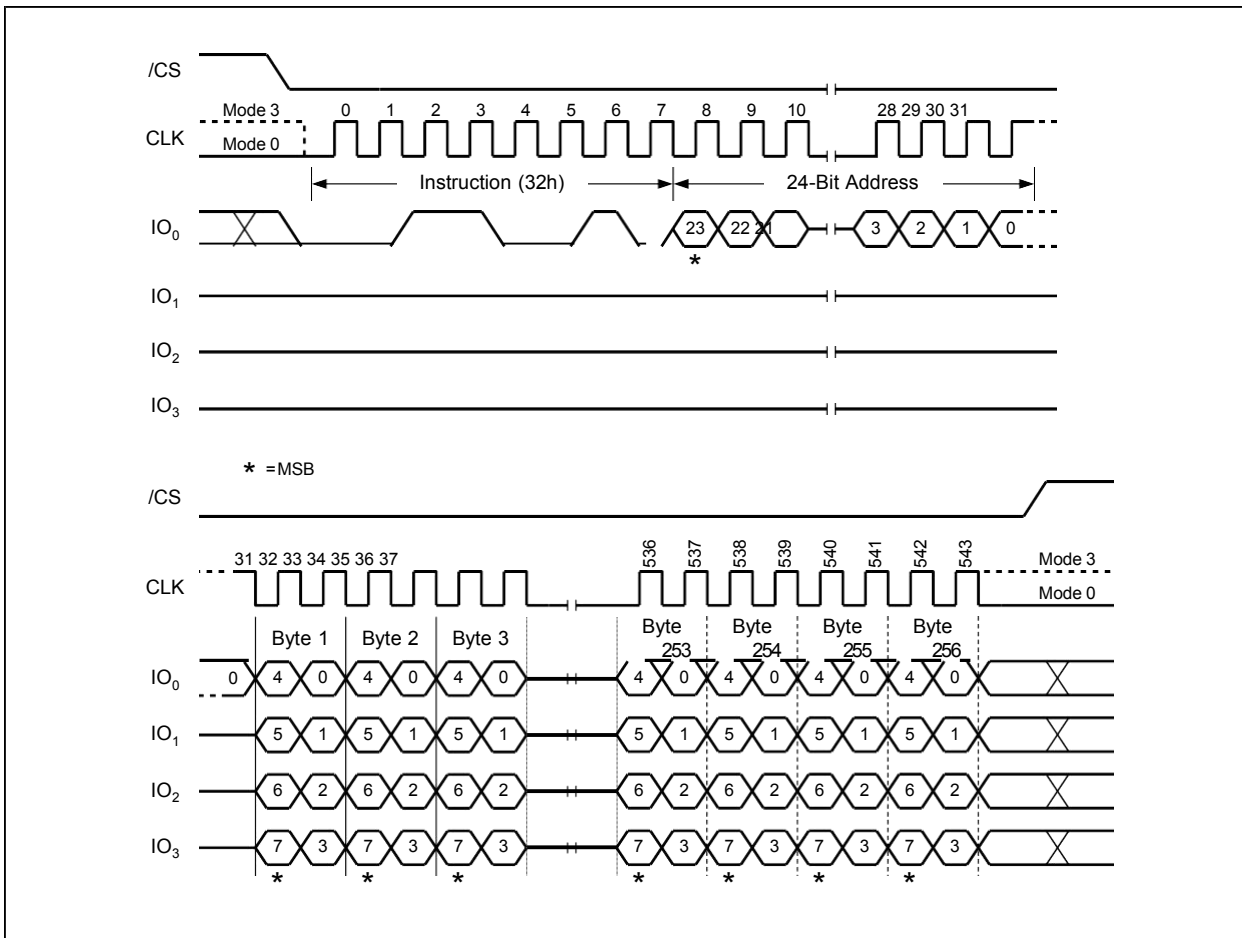 /CS
Mode 3 0 1 2 3 4 5 6 7 8 9 10 28 29 30 31
CLK
Mode 0
Instruction (32h) 24-Bit Address
IO0 23 22 21 3 2 1 0
*
IO1
IO2
IO3
* =MSB
/CS
31 32 33 34 35 36 37 536 537 538 539 540 541 542 543 Mode 3
CLK
Mode 0
Byte 1 Byte 2 Byte 3 Byte 253 Byte 254 Byte 255 Byte 256
IO0 0 4 0 4 0 4 0 4 0 4 0 4 0 4 0
IO1 5 1 5 1 5 1 5 1 5 1 5 1 5 1
IO2 6 2 6 2 6 2 6 2 6 2 6 2 6 2
IO3 7 3 7 3 7 3 7 3 7 3 7 3 7 3
* * * * * * *